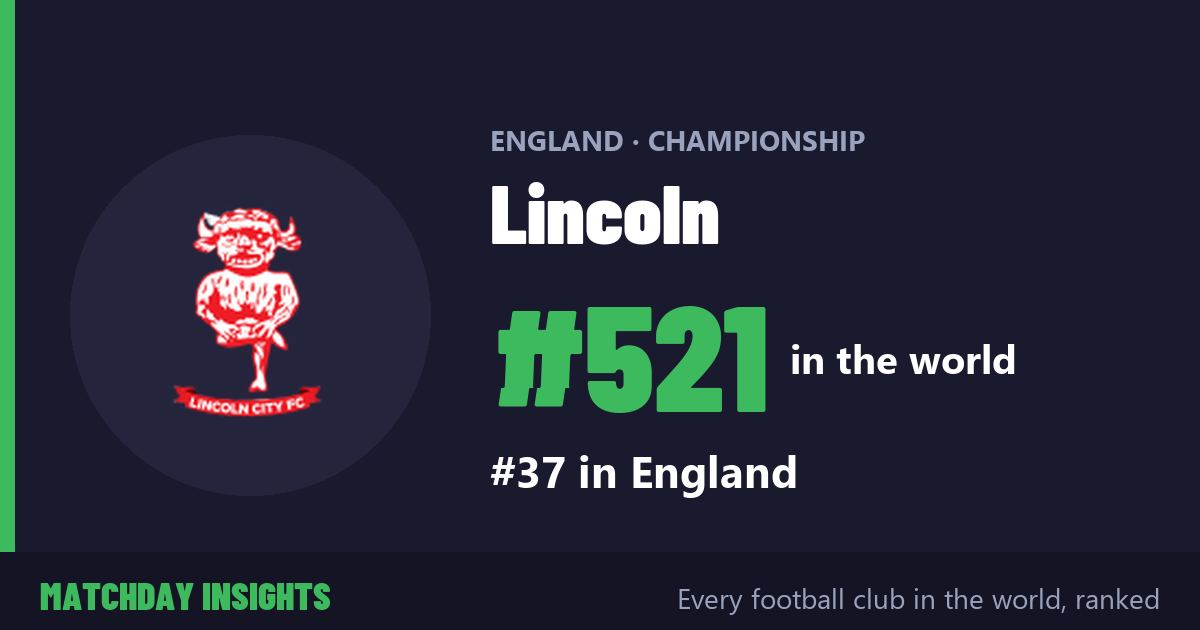 ENGLAND · CHAMPIONSHIP
Lincoln
#521 in the world
#37 in England
LINCOLN CITY FC
MATCHDAY INSIGHTS
Every football club in the world, ranked